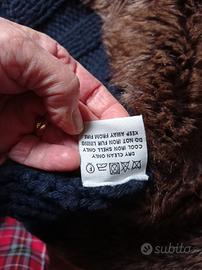 DRY CLEAN ONLY
COOL IRON SHELL ONLY
DO NOT IRON FUR LINING
KEEP AWAY FROM FIRE
subito